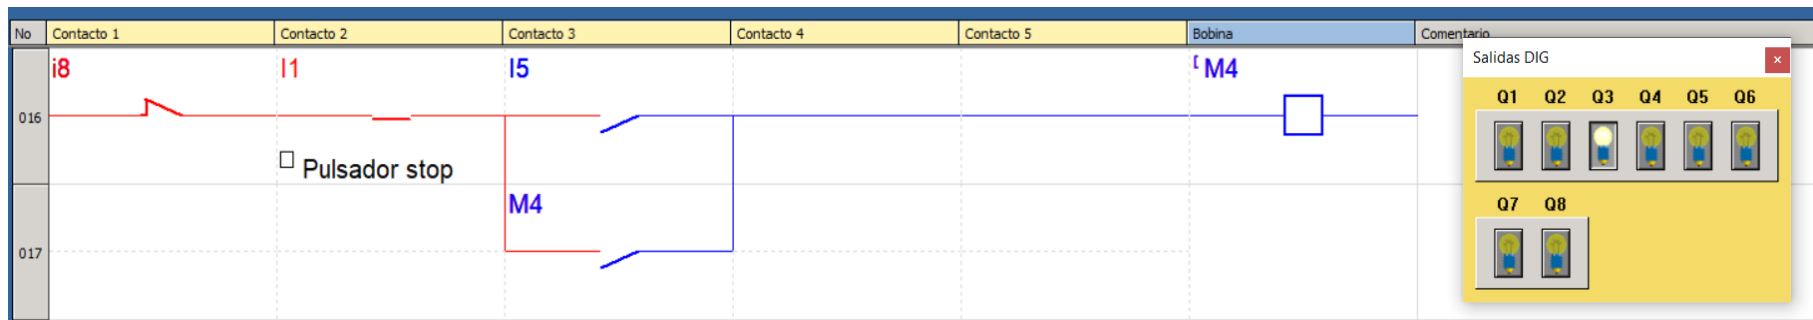 No Contacto 1 Contacto 2 Contacto 3 Contacto 4 Contacto 5 Bobina Comentario
Salidas DIG
i8 I1 I5 [ M4
Q1 Q2 Q3 Q4 Q5 Q6
016
Pulsador stop
M4
Q7 Q8
017